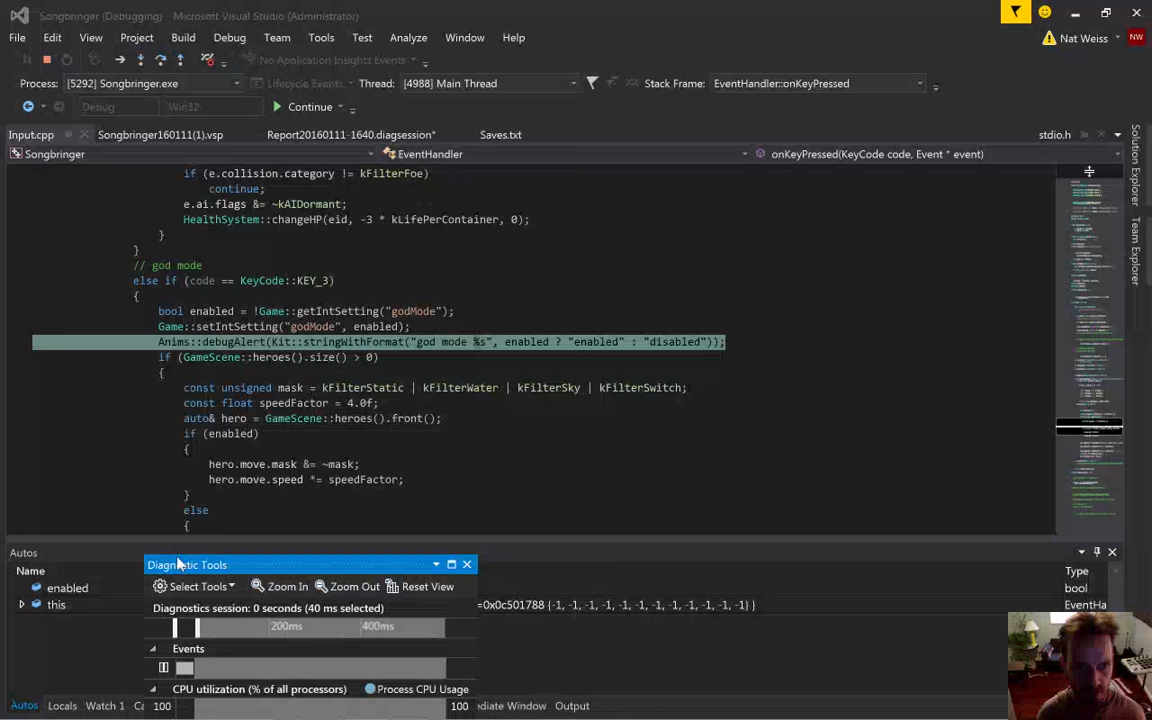 Songbringer (Debugging) - Microsoft Visual Studio (Administrator)
File Edit View Project Build Debug Team Tools Test Analyze Window Help
Nat Weiss NW
No Application Insights Events
Process: [5292] Songbringer.exe Lifecycle Events Thread: [4988] Main Thread Stack Frame: EventHandler::onKeyPressed
Debug Win32 Continue
Input.cpp Songbringer160111(1).vsp Report20160111-1640.diagsession* Saves.txt stdio.h
Songbringer EventHandler onKeyPressed(KeyCode code, Event * event)
if (e.collision.category != kFilterFoe)
continue;
e.ai.flags &= ~kAIDormant;
HealthSystem::changeHP(eid, -3 * kLifePerContainer, 0);
}
}
// god mode
else if (code == KeyCode::KEY_3)
{
bool enabled = !Game::getIntSetting("godMode");
Game::setIntSetting("godMode", enabled);
Anims::debugAlert(Kit::stringWithFormat("god mode %s", enabled ? "enabled" : "disabled"));
if (GameScene::heroes().size() > 0)
{
const unsigned mask = kFilterStatic | kFilterWater | kFilterSky | kFilterSwitch;
const float speedFactor = 4.0f;
auto& hero = GameScene::heroes().front();
if (enabled)
{
hero.move.mask &= ~mask;
hero.move.speed *= speedFactor;
}
else
{
Solution Explorer
Team Explorer
Autos
Name Type
enabled bool
this =0x0c501788 {-1, -1, -1, -1, -1, -1, -1, -1, -1, -1} } EventHa
Diagnostic Tools
Select Tools Zoom In Zoom Out Reset View
Diagnostics session: 0 seconds (40 ms selected)
200ms 400ms
Events
CPU utilization (% of all processors) Process CPU Usage
100 100
Autos Locals Watch 1 mediate Window Output